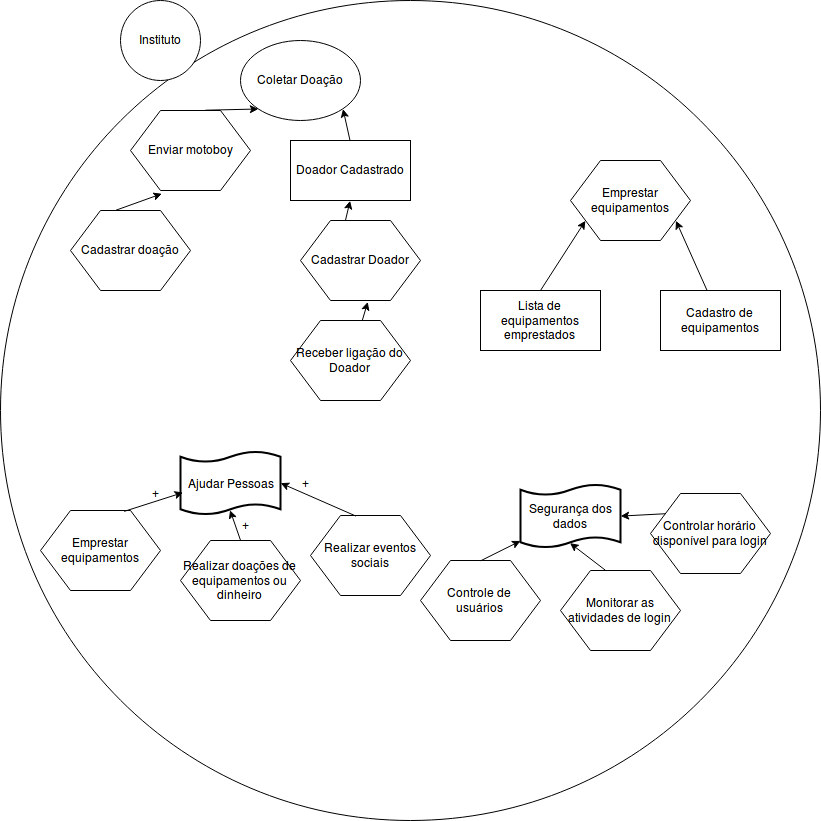 Instituto
Coletar Doação
Enviar motoboy
Doador Cadastrado
Cadastrar doação
Cadastrar Doador
Receber ligação do
Doador
Emprestar
equipamentos
Lista de
equipamentos
emprestados
Cadastro de
equipamentos
Ajudar Pessoas
+
+
+
Emprestar
equipamentos
Realizar doações de
equipamentos ou
dinheiro
Realizar eventos
sociais
Segurança dos
dados
Controlar horário
disponível para login
Controle de
usuários
Monitorar as
atividades de login